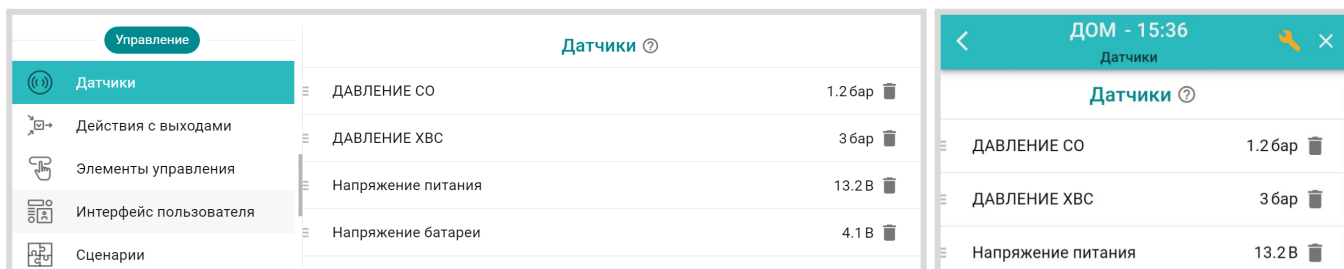 Управление
Датчики
Действия с выходами
Элементы управления
Интерфейс пользователя
Сценарии
Датчики ?
ДАВЛЕНИЕ СО 1.2 бар
ДАВЛЕНИЕ ХВС 3 бар
Напряжение питания 13.2 В
Напряжение батареи 4.1 В
ДОМ - 15:36
Датчики
Датчики ?
ДАВЛЕНИЕ СО 1.2 бар
ДАВЛЕНИЕ ХВС 3 бар
Напряжение питания 13.2 В